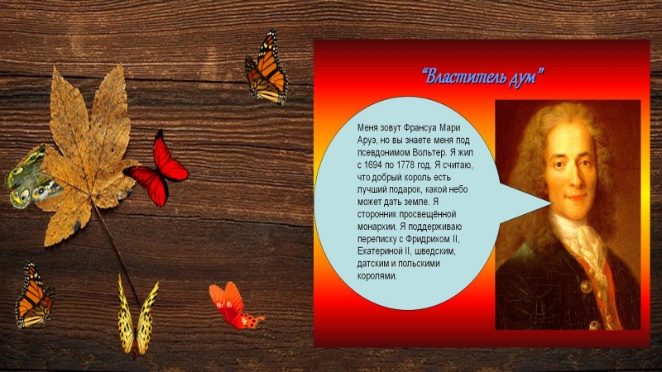 “Властитель дум”
Меня зовут Франсуа Мари
Аруэ, но вы знаете меня под
псевдонимом Вольтер. Я жил
с 1694 по 1778 год. Я считаю,
что добрый король есть
лучший подарок, какой небо
может дать земле. Я
сторонник просвещённой
монархии. Я поддерживаю
переписку с Фридрихом II,
Екатериной II, шведским,
датским и польскими
королями.